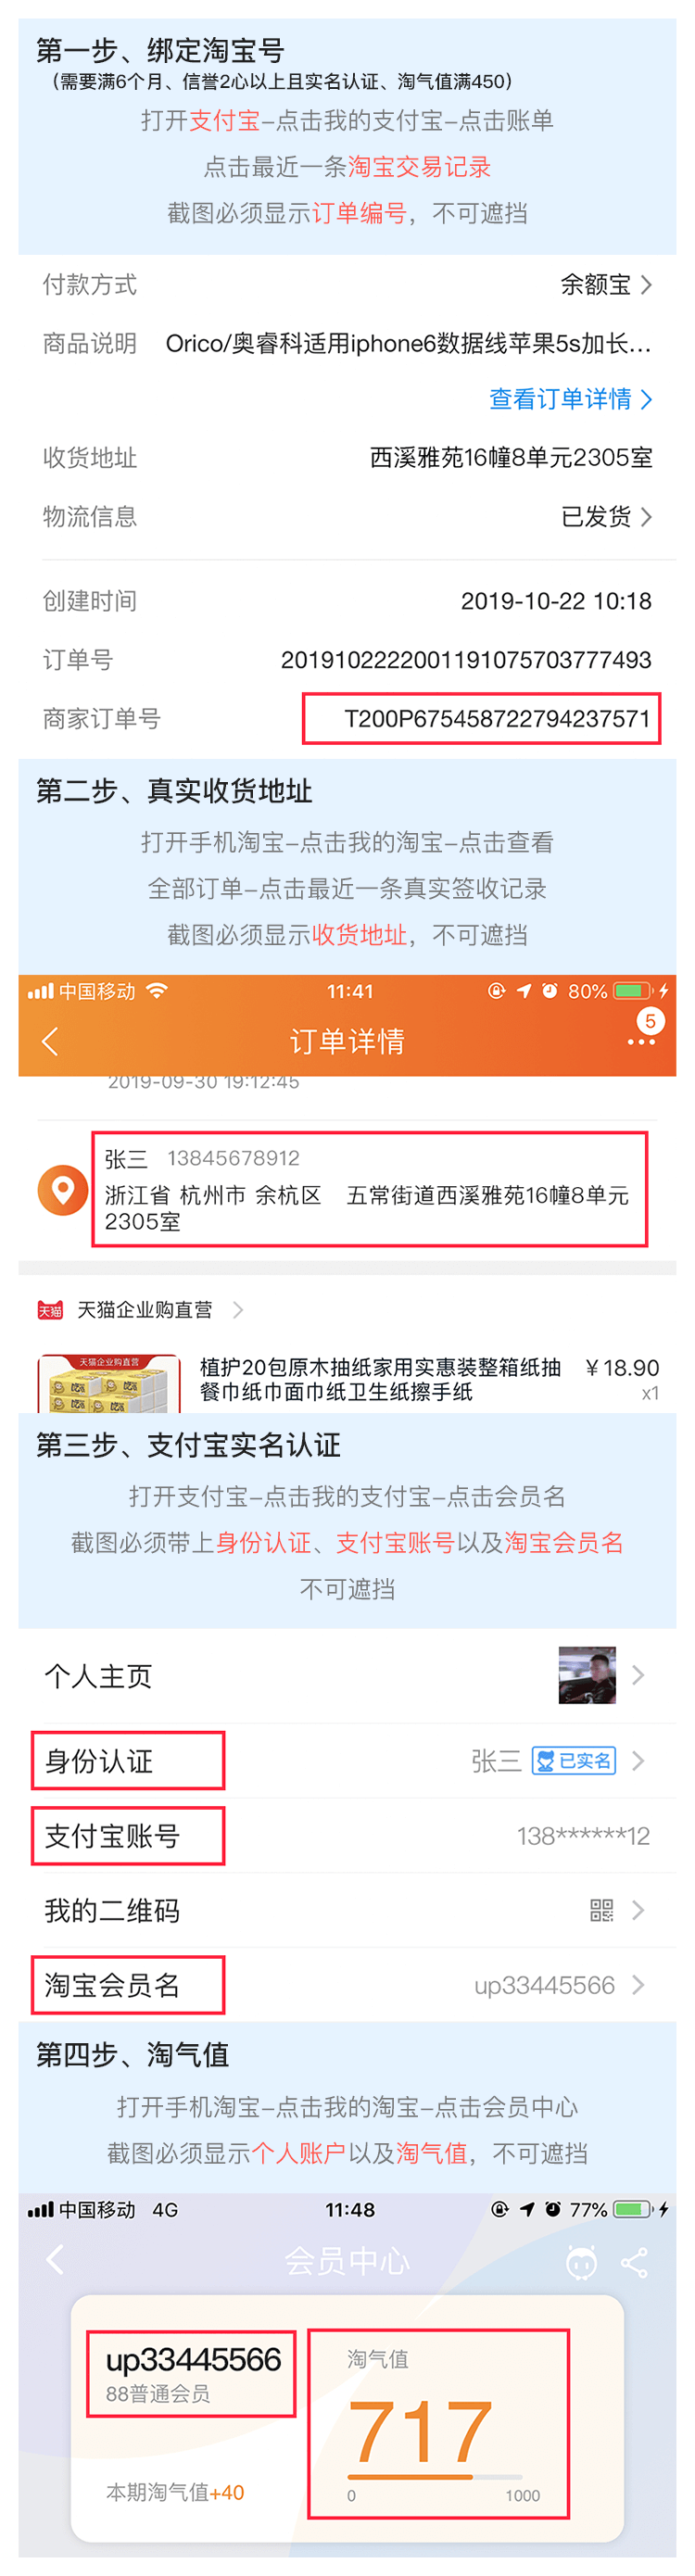 第一步、绑定淘宝号
（需要满6个月、信誉2心以上且实名认证、淘气值满450）
打开支付宝–点击我的支付宝–点击账单
点击最近一条淘宝交易记录
截图必须显示订单编号，不可遮挡
付款方式 余额宝
商品说明 Orico/奥睿科适用iphone6数据线苹果5s加长...
查看订单详情
收货地址 西溪雅苑16幢8单元2305室
物流信息 已发货
创建时间 2019-10-22 10:18
订单号 20191022220011910757037​77493
商家订单号 T200P675458722794237571
第二步、真实收货地址
打开手机淘宝–点击我的淘宝–点击查看
全部订单–点击最近一条真实签收记录
截图必须显示收货地址，不可遮挡
中国移动 11:41 80%
订单详情 5
2019-09-30 19:12:45
张三 13845678912
浙江省 杭州市 余杭区 五常街道西溪雅苑16幢8单元
2305室
天猫 天猫企业购直营
天猫企业购直营
植护20包原木抽纸家用实惠装整箱纸抽 ¥18.90
餐巾纸巾面巾纸卫生纸擦手纸 x1
第三步、支付宝实名认证
打开支付宝–点击我的支付宝–点击会员名
截图必须带上身份认证、支付宝账号以及淘宝会员名
不可遮挡
个人主页
身份认证 张三 已实名
支付宝账号 138******12
我的二维码
淘宝会员名 up33445566
第四步、淘气值
打开手机淘宝–点击我的淘宝–点击会员中心
截图必须显示个人账户以及淘气值，不可遮挡
中国移动 4G 11:48 77%
会员中心
up33445566
88普通会员
淘气值
717
本期淘气值+40
0 1000